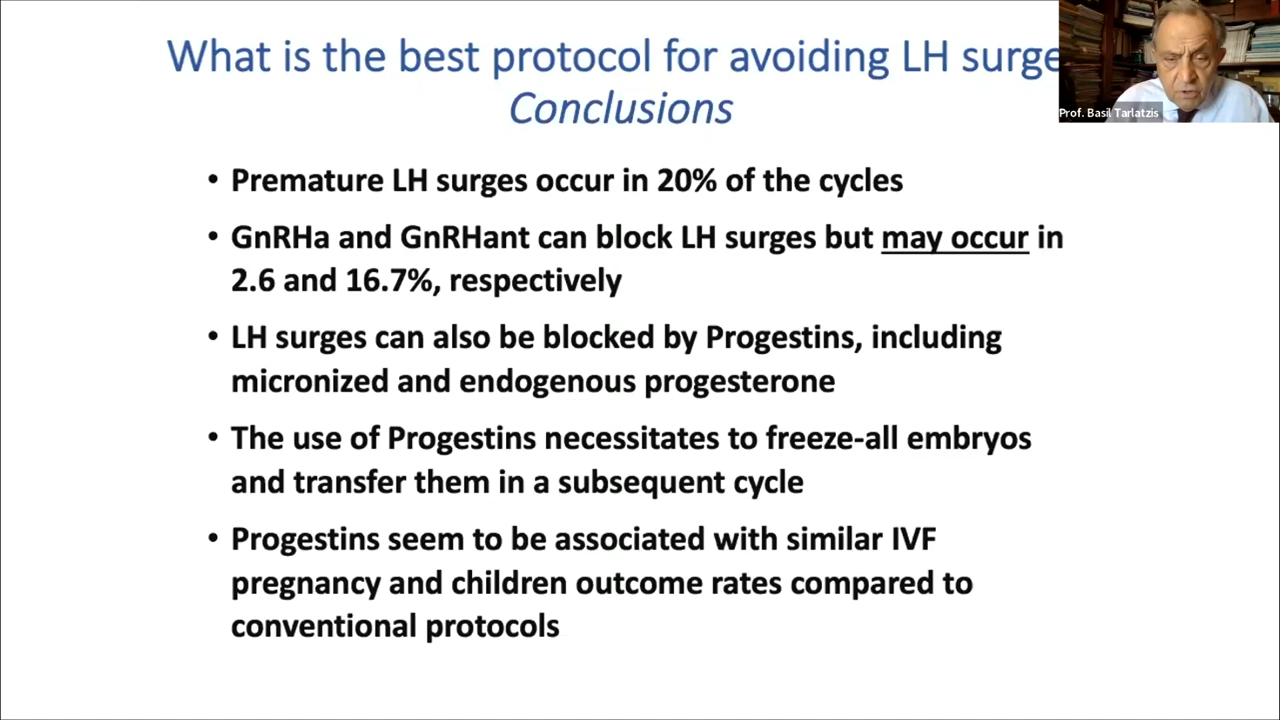 What is the best protocol for avoiding LH surge
Conclusions
Prof. Basil Tarlatzis
• Premature LH surges occur in 20% of the cycles
• GnRHa and GnRHant can block LH surges but may occur in
2.6 and 16.7%, respectively
• LH surges can also be blocked by Progestins, including
micronized and endogenous progesterone
• The use of Progestins necessitates to freeze-all embryos
and transfer them in a subsequent cycle
• Progestins seem to be associated with similar IVF
pregnancy and children outcome rates compared to
conventional protocols